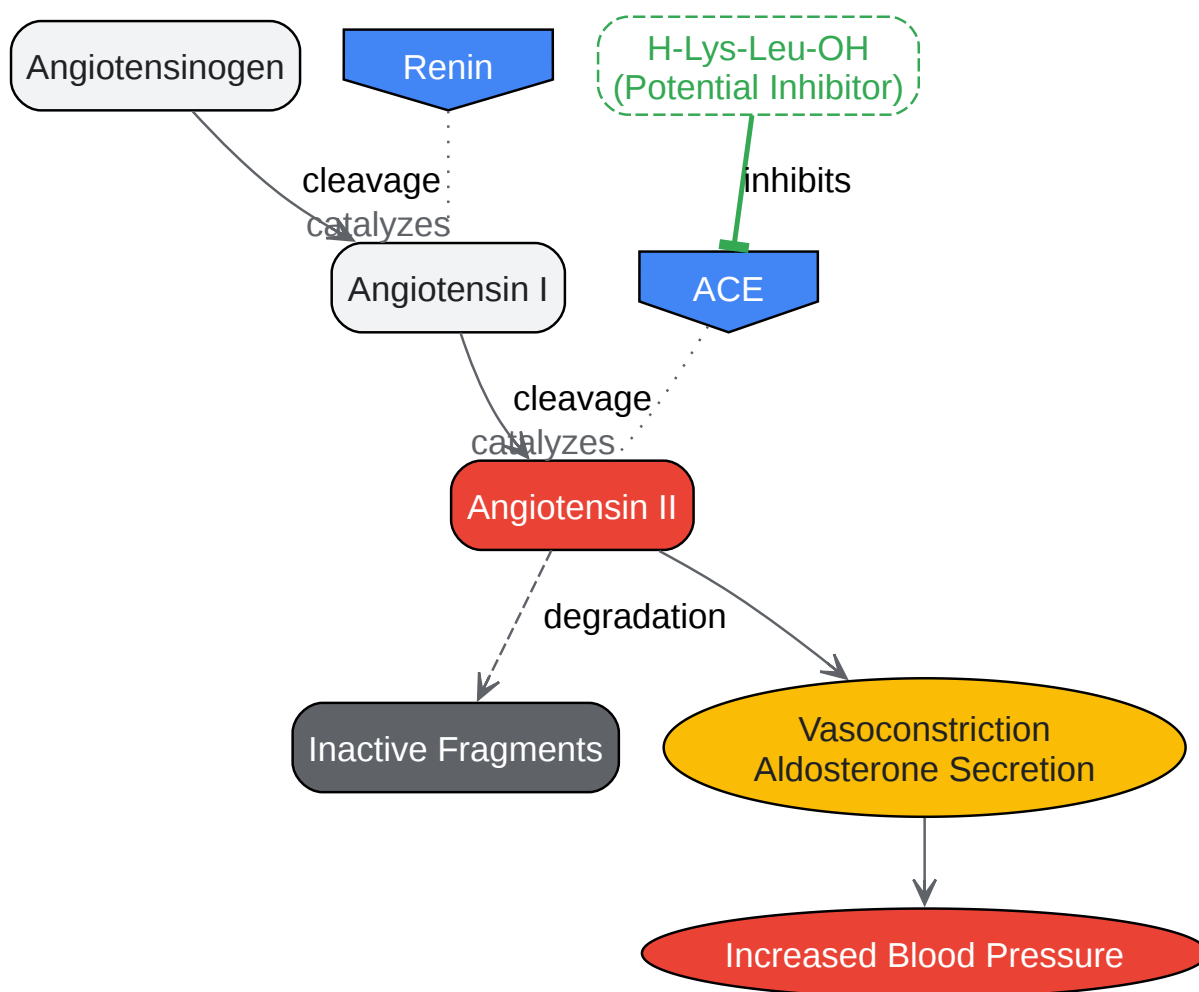 Angiotensinogen
Renin
H-Lys-Leu-OH
(Potential Inhibitor)
cleavage
catalyzes
inhibits
Angiotensin I
ACE
cleavage
catalyzes
Angiotensin II
degradation
Inactive Fragments
Vasoconstriction
Aldosterone Secretion
Increased Blood Pressure